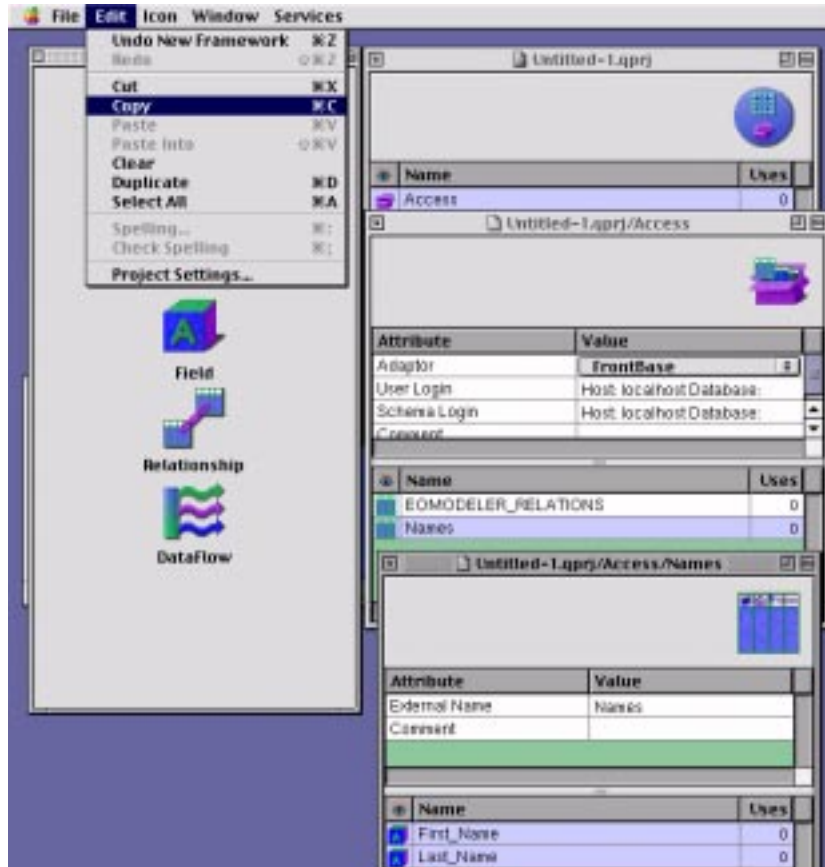 File Edit Icon Window Services
Undo New Framework ⌘Z
Redo ⇧⌘Z
Cut ⌘X
Copy ⌘C
Paste ⌘V
Paste Into ⇧⌘V
Clear
Duplicate ⌘D
Select All ⌘A
Spelling... ⌘:
Check Spelling ⌘;
Project Settings...
Field
Relationship
DataFlow
Untitled-1.qprj
Name Uses
Access 0
Untitled-1.qprj/Access
Attribute Value
Adaptor FrontBase
User Login Host: localhost Database:
Schema Login Host: localhost Database:
Comment
Name Uses
EOMODELER_RELATIONS 0
Names 0
Untitled-1.qprj/Access/Names
Attribute Value
External Name Names
Comment
Name Uses
First_Name 0
Last_Name 0